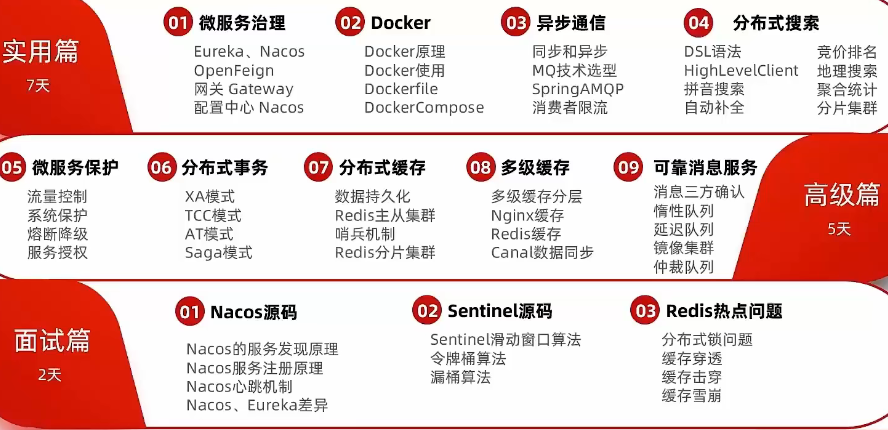 实用篇
7天
01 微服务治理
Eureka、Nacos
OpenFeign
网关 Gateway
配置中心 Nacos
02 Docker
Docker原理
Docker使用
Dockerfile
DockerCompose
03 异步通信
同步和异步
MQ技术选型
SpringAMQP
消费者限流
04 分布式搜索
DSL语法
HighLevelClient
拼音搜索
自动补全
竞价排名
地理搜索
聚合统计
分片集群
05 微服务保护
流量控制
系统保护
熔断降级
服务授权
06 分布式事务
XA模式
TCC模式
AT模式
Saga模式
07 分布式缓存
数据持久化
Redis主从集群
哨兵机制
Redis分片集群
08 多级缓存
多级缓存分层
Nginx缓存
Redis缓存
Canal数据同步
09 可靠消息服务
消息三方确认
惰性队列
延迟队列
镜像集群
仲裁队列
高级篇
5天
面试篇
2天
01 Nacos源码
Nacos的服务发现原理
Nacos服务注册原理
Nacos心跳机制
Nacos、Eureka差异
02 Sentinel源码
Sentinel滑动窗口算法
令牌桶算法
漏桶算法
03 Redis热点问题
分布式锁问题
缓存穿透
缓存击穿
缓存雪崩